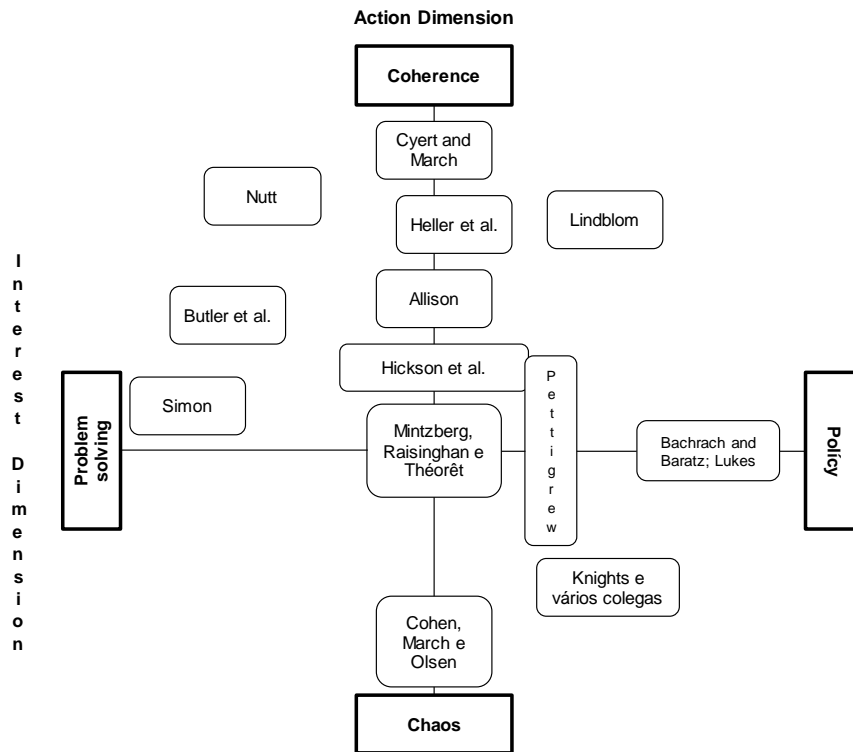 Action Dimension
Coherence
Cyert and
March
Nutt
Heller et al.
Lindblom
Allison
Butler et al.
Hickson et al.
Simon
Pettigrew
Mintzberg,
Raisinghan e
Théorêt
Bachrach and
Baratz; Lukes
Interest Dimension
Problem
solving
Polícy
Knights e
vários colegas
Cohen,
March e
Olsen
Chaos